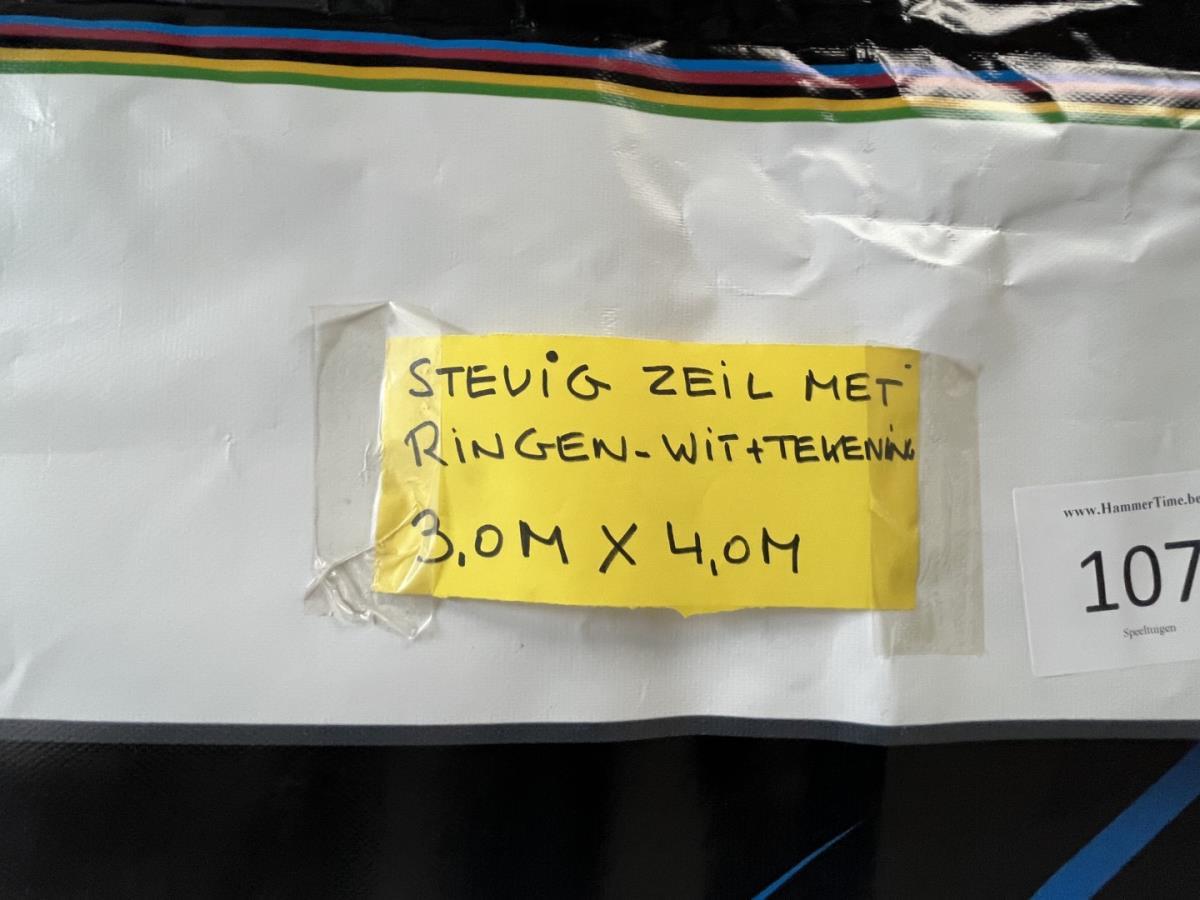 STEVIG ZEIL MET
RINGEN-WIT+TEKENING
3,0M X 4,0M
www.HammerTime.be
107
Speeltuigen